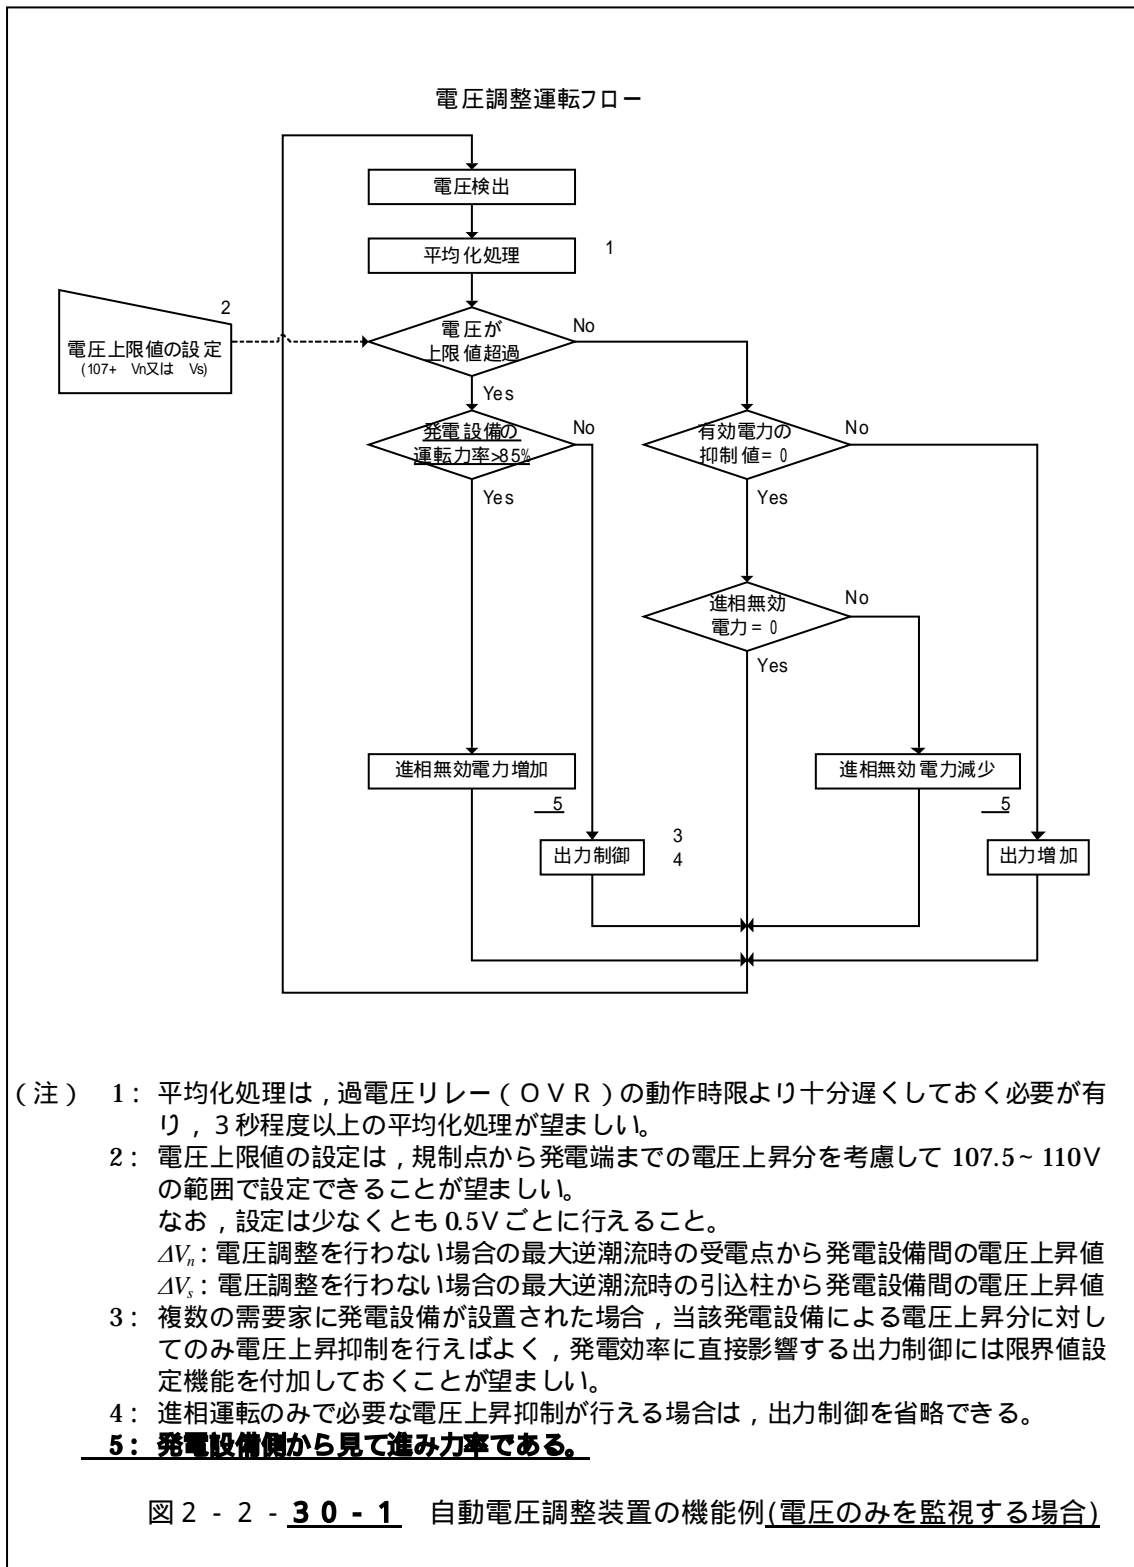 電圧調整運転フロー
電圧検出
平均化処理
1
2
電圧上限値の設定
(107+ Vn又は Vs)
電圧が
上限値超過
No
Yes
発電設備の
運転力率>85%
No
Yes
有効電力の
抑制値=0
No
Yes
進相無効
電力=0
No
Yes
進相無効電力増加
5
進相無効電力減少
5
出力制御
3
4
出力増加
(注) 1: 平均化処理は,過電圧リレー(OVR)の動作時限より十分遅くしておく必要が有
り,3秒程度以上の平均化処理が望ましい。
2: 電圧上限値の設定は,規制点から発電端までの電圧上昇分を考慮して 107.5~110V
の範囲で設定できることが望ましい。
なお,設定は少なくとも 0.5V ごとに行えること。
ΔVn:電圧調整を行わない場合の最大逆潮流時の受電点から発電設備間の電圧上昇値
ΔVs:電圧調整を行わない場合の最大逆潮流時の引込柱から発電設備間の電圧上昇値
3: 複数の需要家に発電設備が設置された場合,当該発電設備による電圧上昇分に対し
てのみ電圧上昇抑制を行えばよく,発電効率に直接影響する出力制御には限界値設
定機能を付加しておくことが望ましい。
4: 進相運転のみで必要な電圧上昇抑制が行える場合は,出力制御を省略できる。
5: 発電設備側から見て進み力率である。
図2-2-30-1 自動電圧調整装置の機能例(電圧のみを監視する場合)